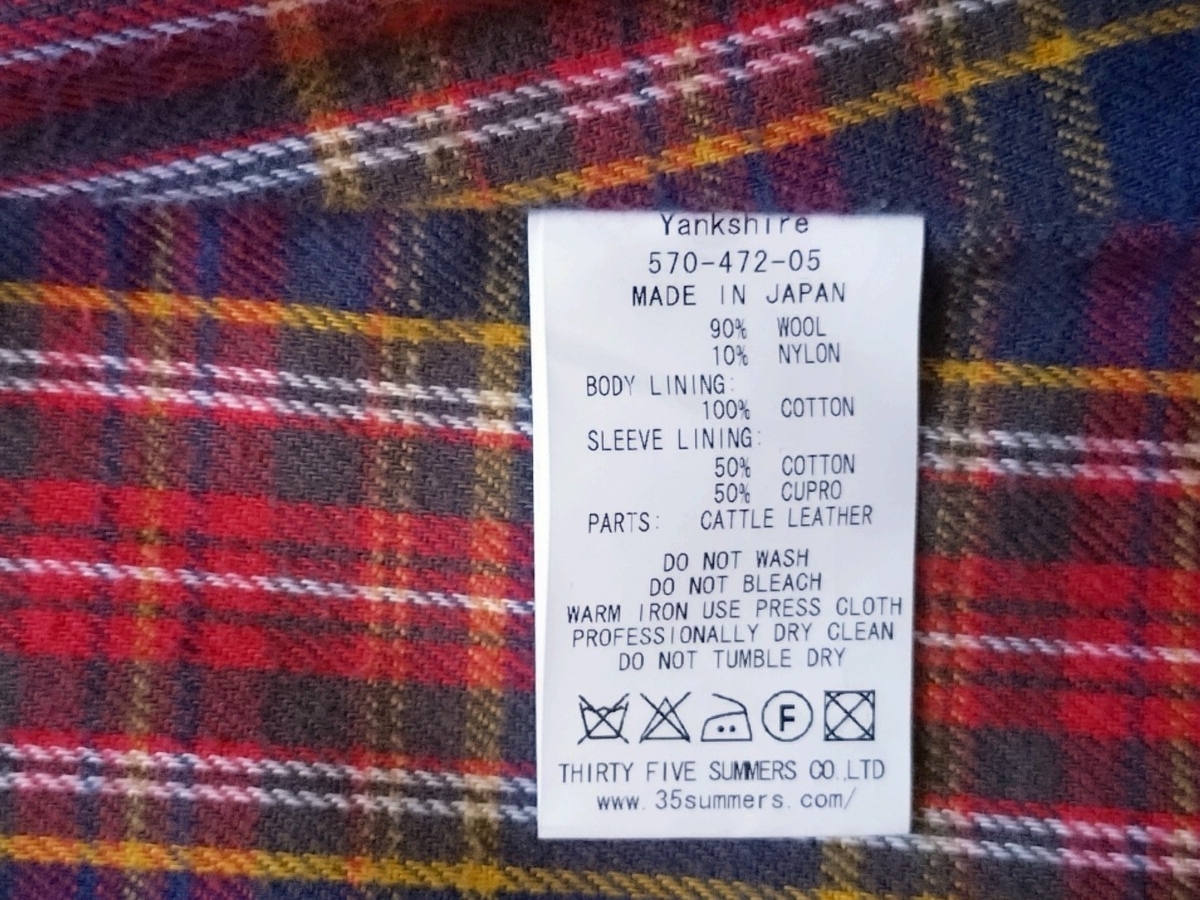 Yankshire
570-472-05
MADE IN JAPAN
90% WOOL
10% NYLON
BODY LINING:
100% COTTON
SLEEVE LINING:
50% COTTON
50% CUPRO
PARTS: CATTLE LEATHER
DO NOT WASH
DO NOT BLEACH
WARM IRON USE PRESS CLOTH
PROFESSIONALLY DRY CLEAN
DO NOT TUMBLE DRY
F
THIRTY FIVE SUMMERS CO.,LTD
www.35summers.com/